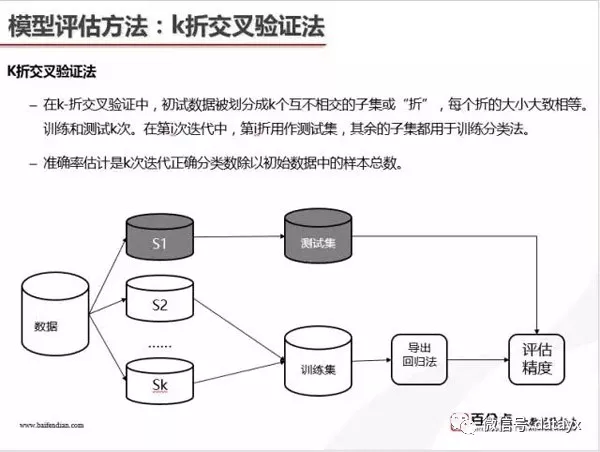 模型评估方法：k折交叉验证法
K折交叉验证法
– 在k-折交叉验证中，初试数据被划分成k个互不相交的子集或“折”，每个折的大小大致相等。
训练和测试k次。在第i次迭代中，第i折用作测试集，其余的子集都用于训练分类法。
– 准确率估计是k次迭代正确分类数除以初始数据中的样本总数。
S1
测试集
S2
数据
......
Sk
训练集
导出
回归法
评估
精度
www.baifendian.com
百分点
微信号: datayx